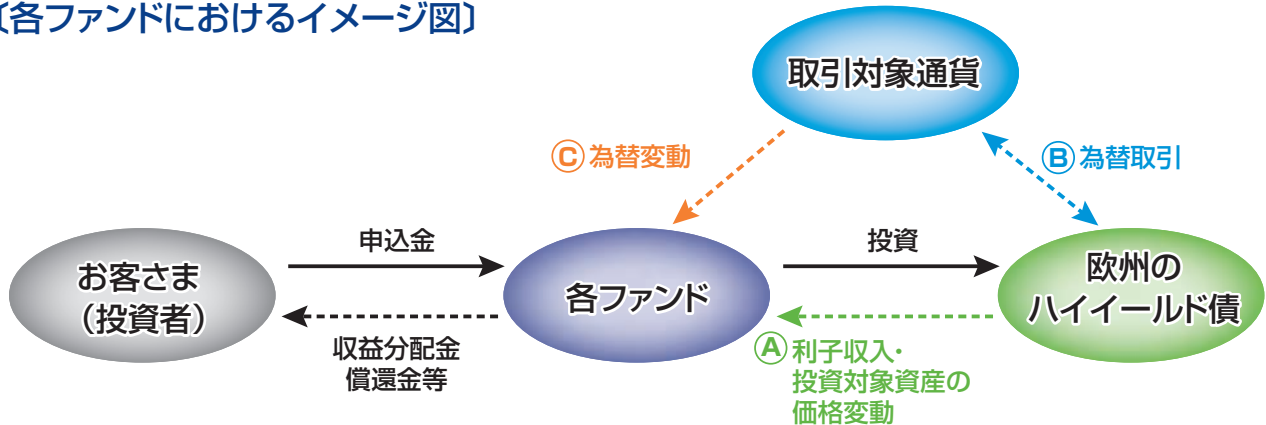 〔各ファンドにおけるイメージ図〕
取引対象通貨
Ⓒ為替変動
Ⓑ為替取引
申込金
投資
お客さま
（投資者）
各ファンド
欧州の
ハイイールド債
収益分配金
償還金等
Ⓐ利子収入・
投資対象資産の
価格変動